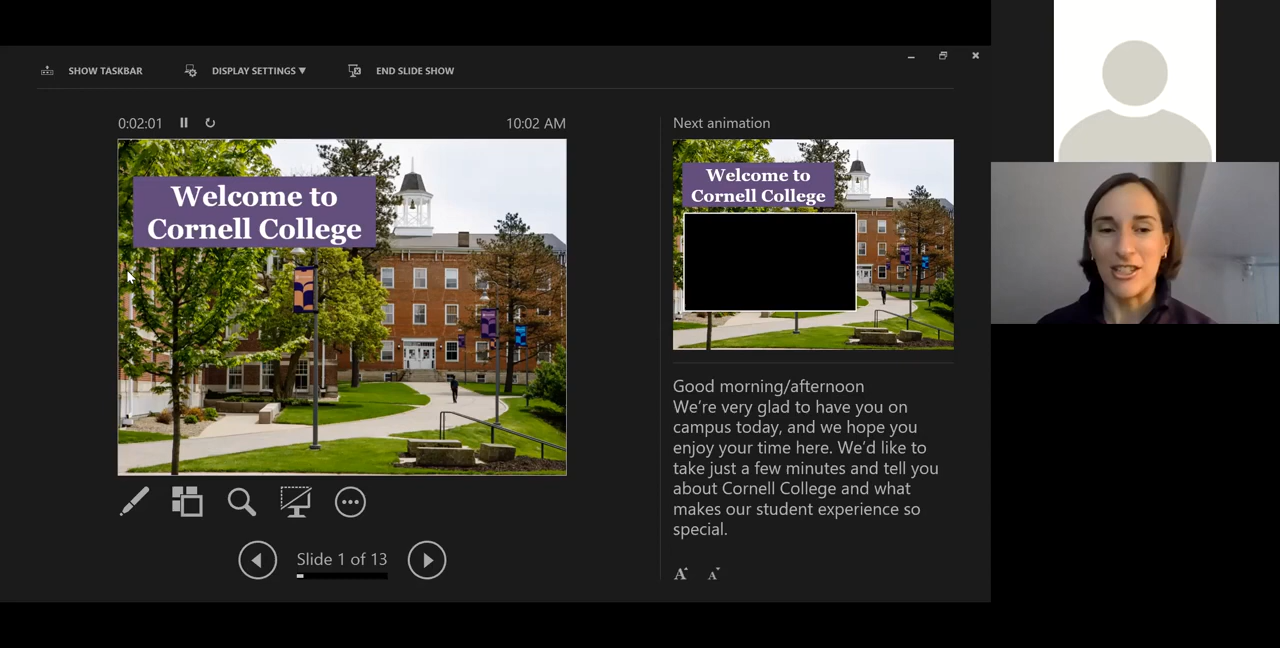 SHOW TASKBAR
DISPLAY SETTINGS ▼
END SLIDE SHOW
0:02:01
10:02 AM
Welcome to
Cornell College
Slide 1 of 13
Next animation
Welcome to
Cornell College
Good morning/afternoon
We're very glad to have you on
campus today, and we hope you
enjoy your time here. We'd like to
take just a few minutes and tell you
about Cornell College and what
makes our student experience so
special.
A
A